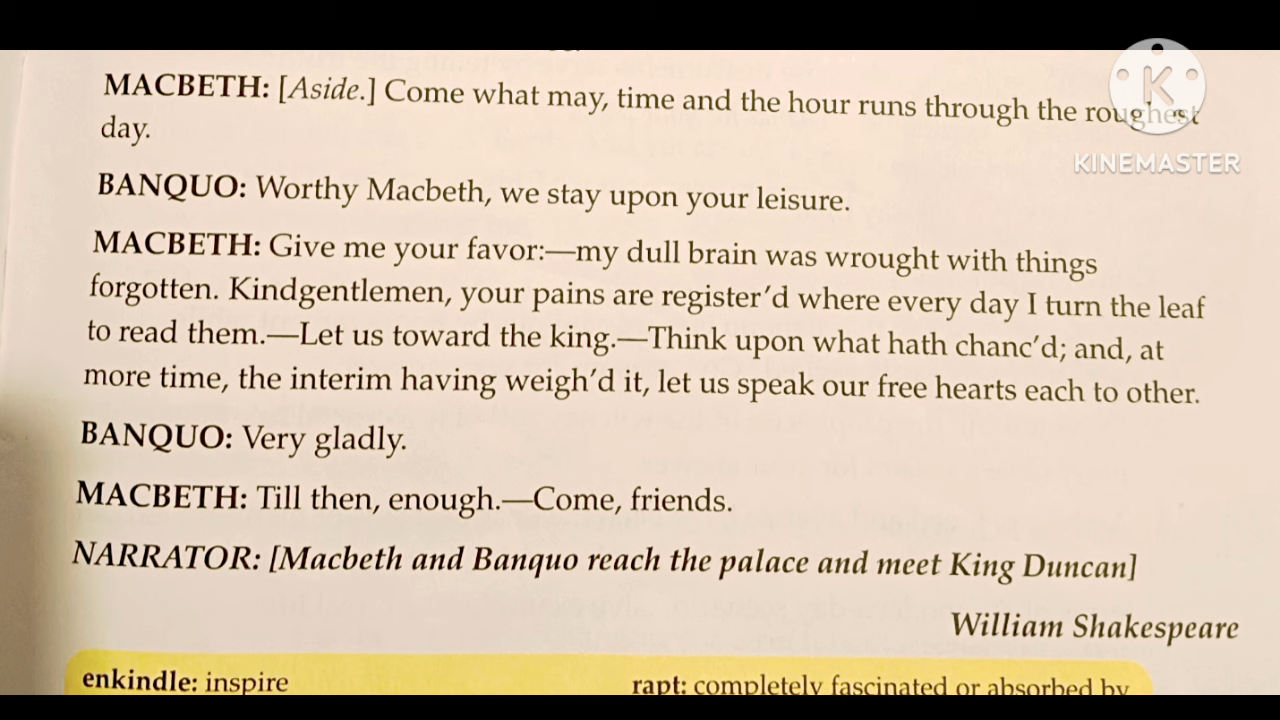 MACBETH: [Aside.] Come what may, time and the hour runs through the roughest
day.
BANQUO: Worthy Macbeth, we stay upon your leisure.
MACBETH: Give me your favor:—my dull brain was wrought with things
forgotten. Kindgentlemen, your pains are register'd where every day I turn the leaf
to read them.—Let us toward the king.—Think upon what hath chanc'd; and, at
more time, the interim having weigh'd it, let us speak our free hearts each to other.
BANQUO: Very gladly.
MACBETH: Till then, enough.—Come, friends.
NARRATOR: [Macbeth and Banquo reach the palace and meet King Duncan]
William Shakespeare
enkindle: inspire
rapt: completely fascinated or absorbed by
K
KINEMASTER